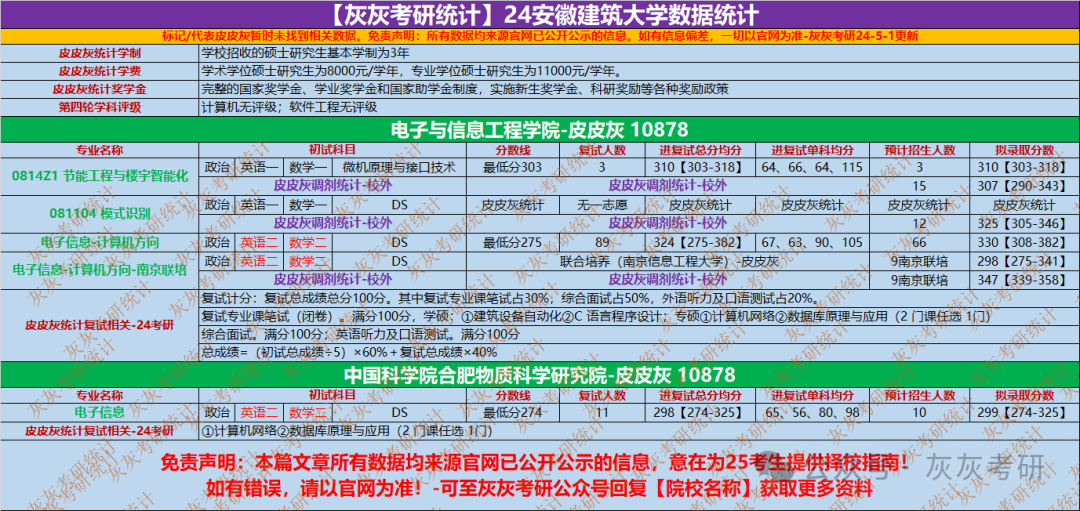 【灰灰考研统计】24安徽建筑大学数据统计
标记/代表皮皮灰暂时未找到相关数据。免责声明：所有数据均来源官网已公开公示的信息。如有信息偏差，一切以官网为准-灰灰考研24-5-1更新
皮皮灰统计学制 学校招收的硕士研究生基本学制为3年
皮皮灰统计学费 学术学位硕士研究生为8000元/学年，专业学位硕士研究生为11000元/学年。
皮皮灰统计奖学金 完整的国家奖学金、学业奖学金和国家助学金制度，实施新生奖学金、科研奖励等各种奖励政策
第四轮学科评级 计算机无评级；软件工程无评级
电子与信息工程学院-皮皮灰 10878
专业名称 初试科目 分数线 复试人数 进复试总分均分 进复试单科均分 预计招生人数 拟录取分数
0814Z1 节能工程与楼宇智能化 政治 英语一 数学一 微机原理与接口技术 最低分303 3 310【303-318】 64、66、64、115 3 310【303-318】
皮皮灰调剂统计-校外 皮皮灰调剂统计-校外 15 307【290-343】
081104 模式识别 政治 英语一 数学一 DS 皮皮灰统计 无一志愿 皮皮灰统计 皮皮灰统计 皮皮灰统计 皮皮灰统计
皮皮灰调剂统计-校外 皮皮灰调剂统计-校外 12 325【305-346】
电子信息-计算机方向 政治 英语二 数学二 DS 最低分275 89 324【275-382】 67、63、90、105 66 330【308-382】
电子信息-计算机方向-南京联培 政治 英语二 数学二 DS 联合培养（南京信息工程大学）-皮皮灰 9南京联培 298【275-341】
皮皮灰调剂统计-校外 皮皮灰调剂统计-校外 9南京联培 347【339-358】
皮皮灰统计复试相关-24考研 复试计分：复试总成绩总分100分。其中复试专业课笔试占30%，综合面试占50%，外语听力及口语测试占20%。
复试专业课笔试（闭卷）。满分100分，学硕：①建筑设备自动化②C 语言程序设计；专硕①计算机网络②数据库原理与应用（2 门课任选 1门）
综合面试。满分100分；英语听力及口语测试。满分100分
总成绩=（初试总成绩÷5）×60%＋复试总成绩×40%
中国科学院合肥物质科学研究院-皮皮灰 10878
专业名称 初试科目 分数线 复试人数 进复试总分均分 进复试单科均分 预计招生人数 拟录取分数
电子信息 政治 英语二 数学二 DS 最低分274 11 298【274-325】 65、56、80、98 10 299【274-325】
皮皮灰统计复试相关-24考研 ①计算机网络②数据库原理与应用（2 门课任选 1门）
免责声明：本篇文章所有数据均来源官网已公开公示的信息，意在为25考生提供择校指南！
如有错误，请以官网为准！-可至灰灰考研公众号回复【院校名称】获取更多资料
公众号 灰灰考研